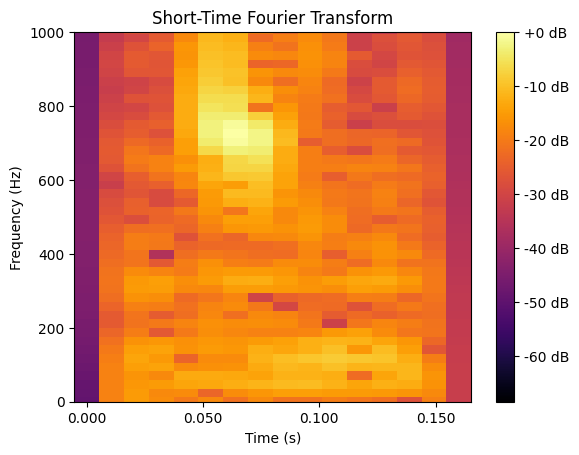 Short-Time Fourier Transform
1000
800
600
400
200
0
Frequency (Hz)
0.000
0.050
0.100
0.150
Time (s)
+0 dB
-10 dB
-20 dB
-30 dB
-40 dB
-50 dB
-60 dB